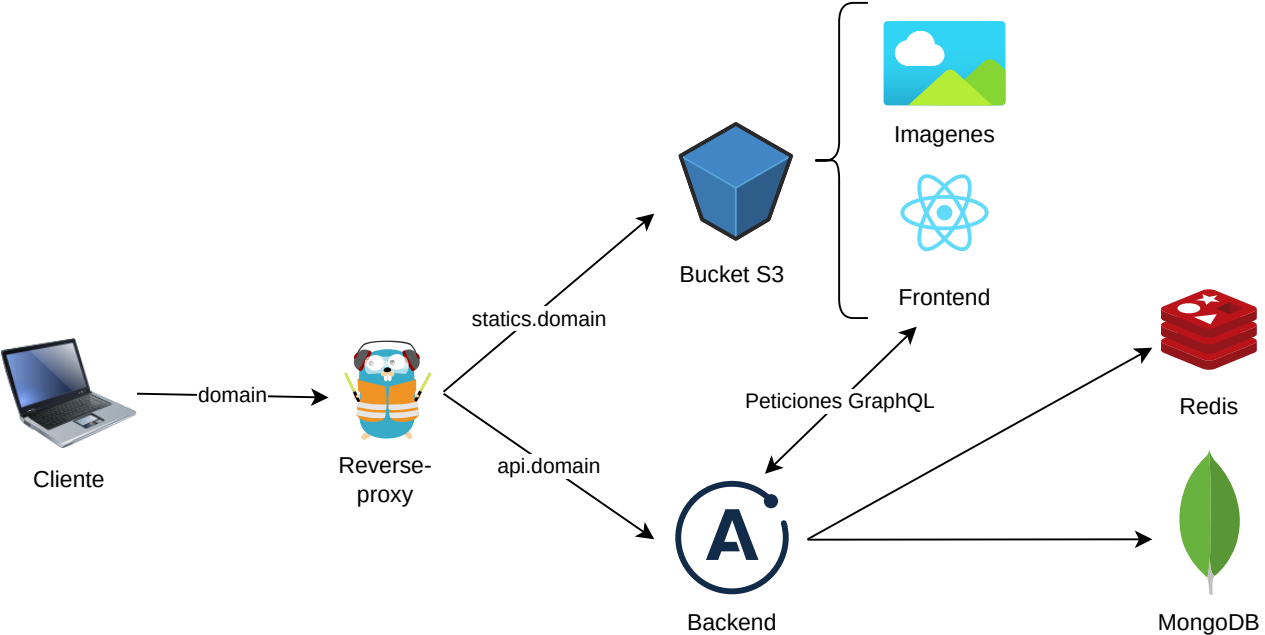 Imagenes
Bucket S3
Frontend
statics.domain
domain
Peticiones GraphQL
Redis
Cliente
Reverse-
proxy
api.domain
A
Backend
MongoDB